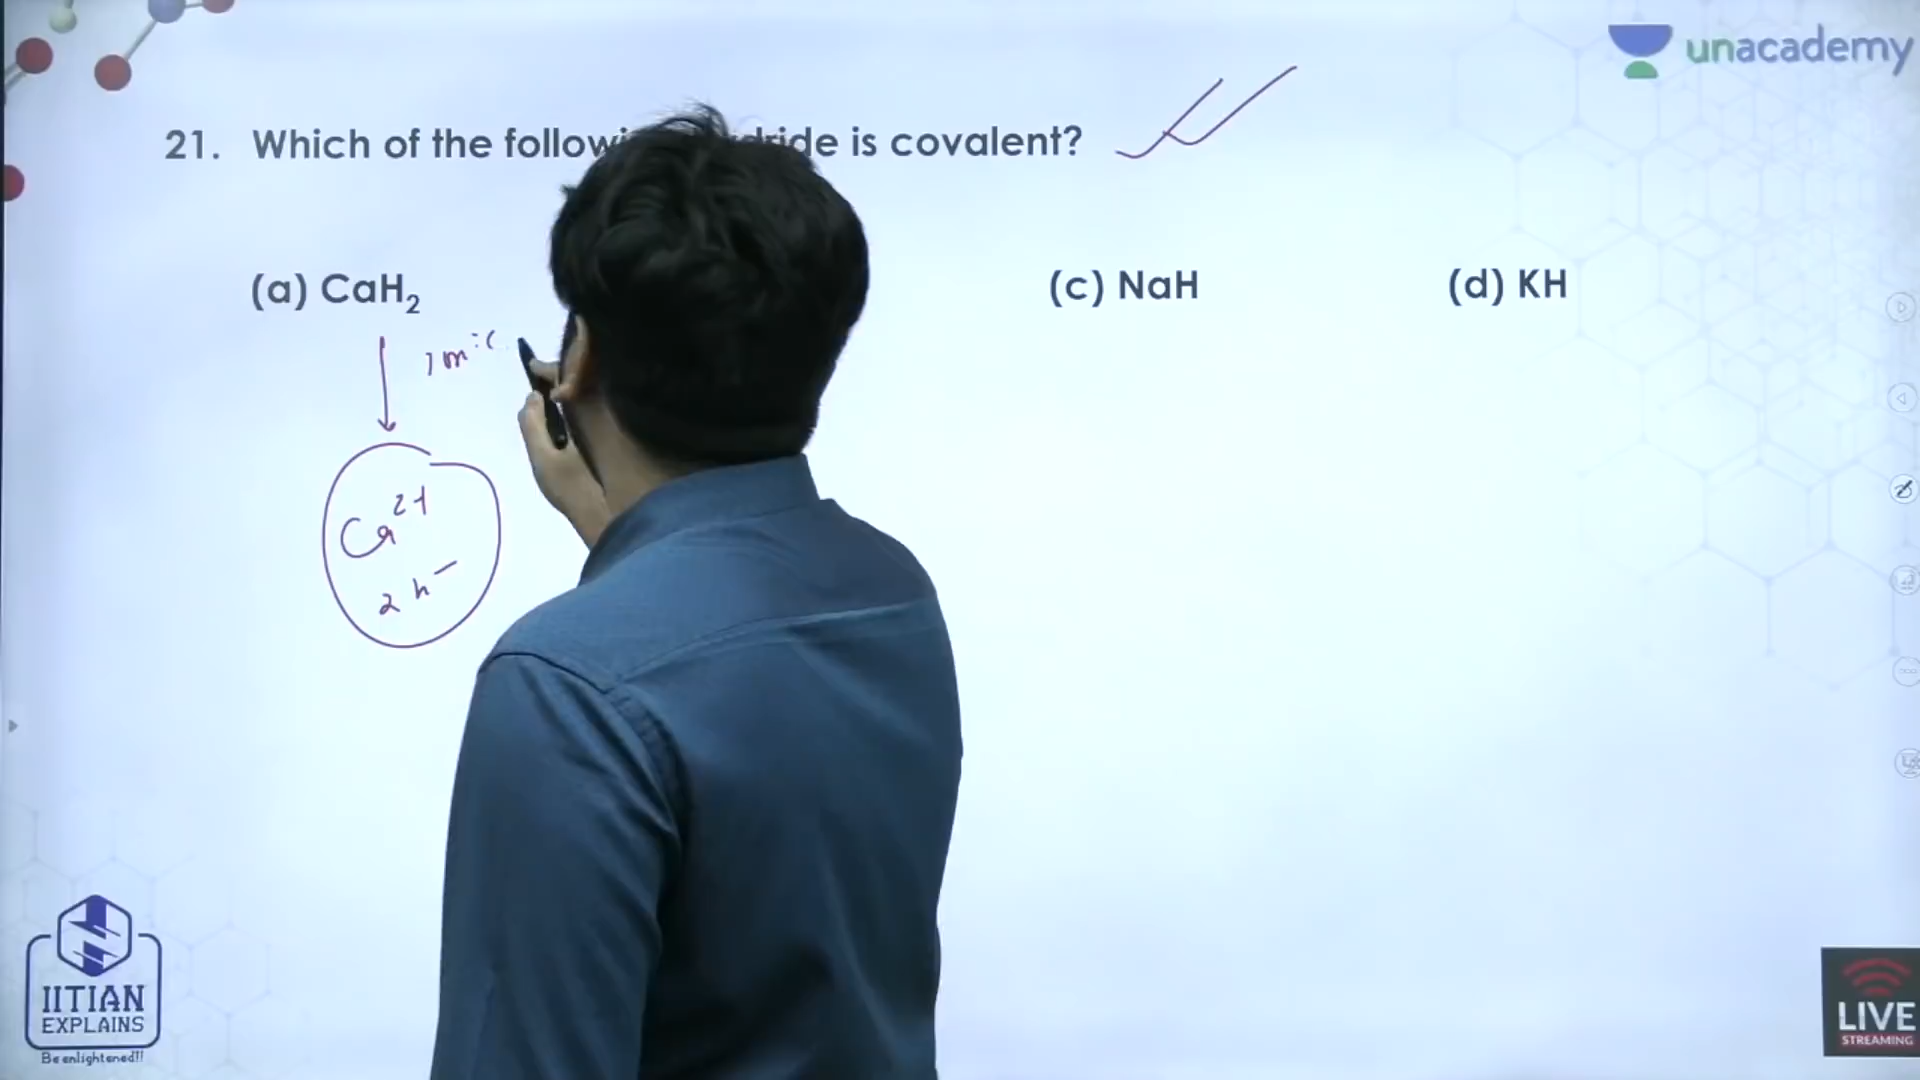 unacademy
21. Which of the follow dride is covalent?
(a) CaH₂
(c) NaH
(d) KH
Ca²⁺
2 h⁻
IITIAN
EXPLAINS
Be enlightened!!
LIVE
STREAMING